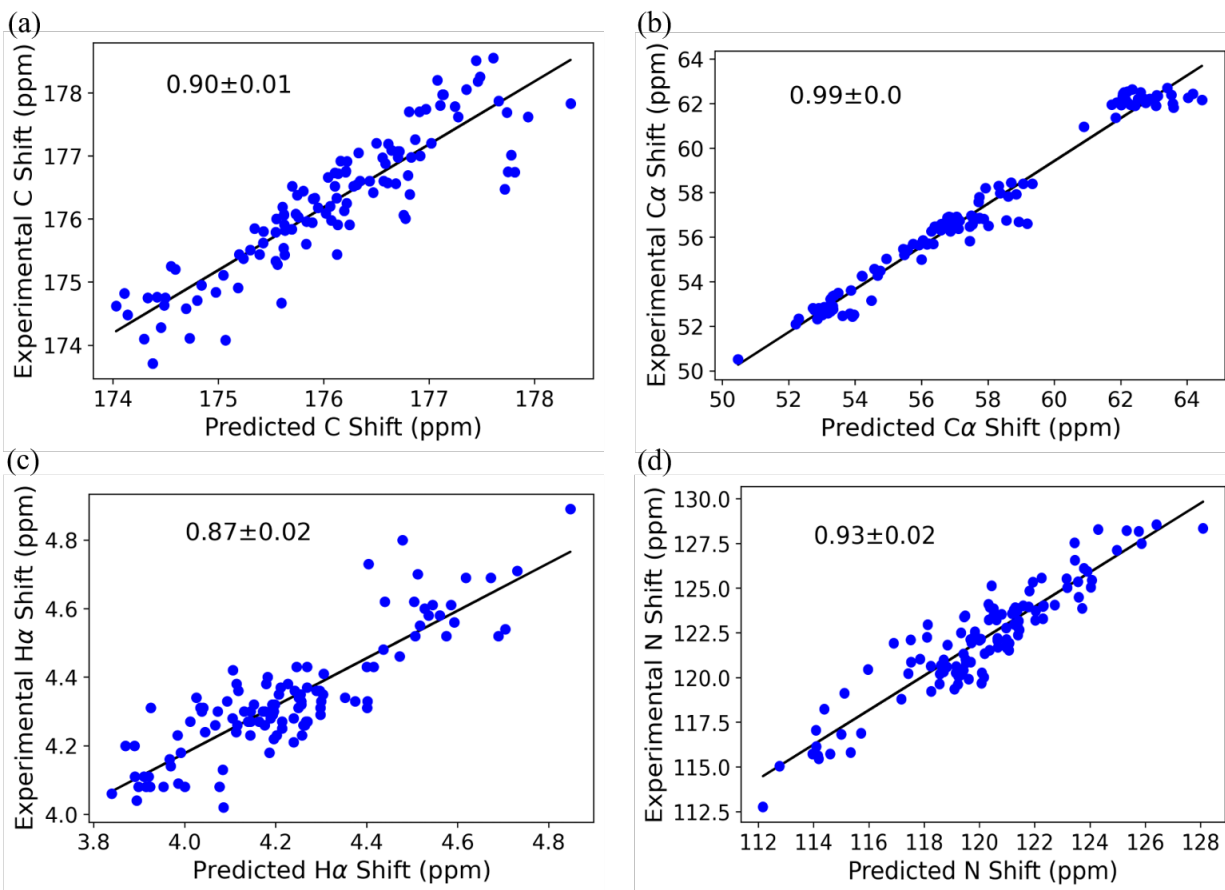 (a)
0.90±0.01
Experimental C Shift (ppm)
178
177
176
175
174
174 175 176 177 178
Predicted C Shift (ppm)
(b)
0.99±0.0
Experimental Cα Shift (ppm)
64
62
60
58
56
54
52
50
50 52 54 56 58 60 62 64
Predicted Cα Shift (ppm)
(c)
0.87±0.02
Experimental Hα Shift (ppm)
4.8
4.6
4.4
4.2
4.0
3.8 4.0 4.2 4.4 4.6 4.8
Predicted Hα Shift (ppm)
(d)
0.93±0.02
Experimental N Shift (ppm)
130.0
127.5
125.0
122.5
120.0
117.5
115.0
112.5
112 114 116 118 120 122 124 126 128
Predicted N Shift (ppm)